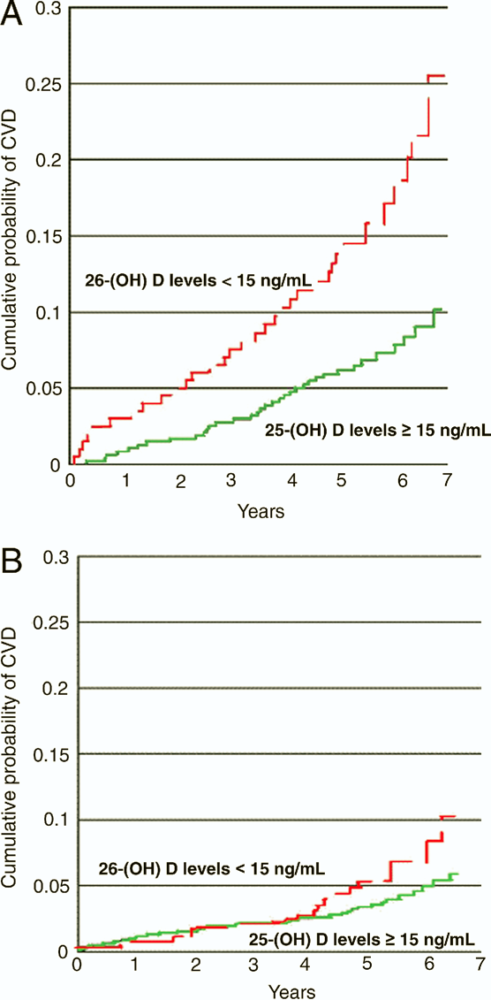 A
0.3
0.25
0.2
0.15
0.1
0.05
0
Cumulative probability of CVD
26-(OH) D levels < 15 ng/mL
25-(OH) D levels ≥ 15 ng/mL
0 1 2 3 4 5 6 7
Years
B
0.3
0.25
0.2
0.15
0.1
0.05
0
Cumulative probability of CVD
26-(OH) D levels < 15 ng/mL
25-(OH) D levels ≥ 15 ng/mL
0 1 2 3 4 5 6 7
Years